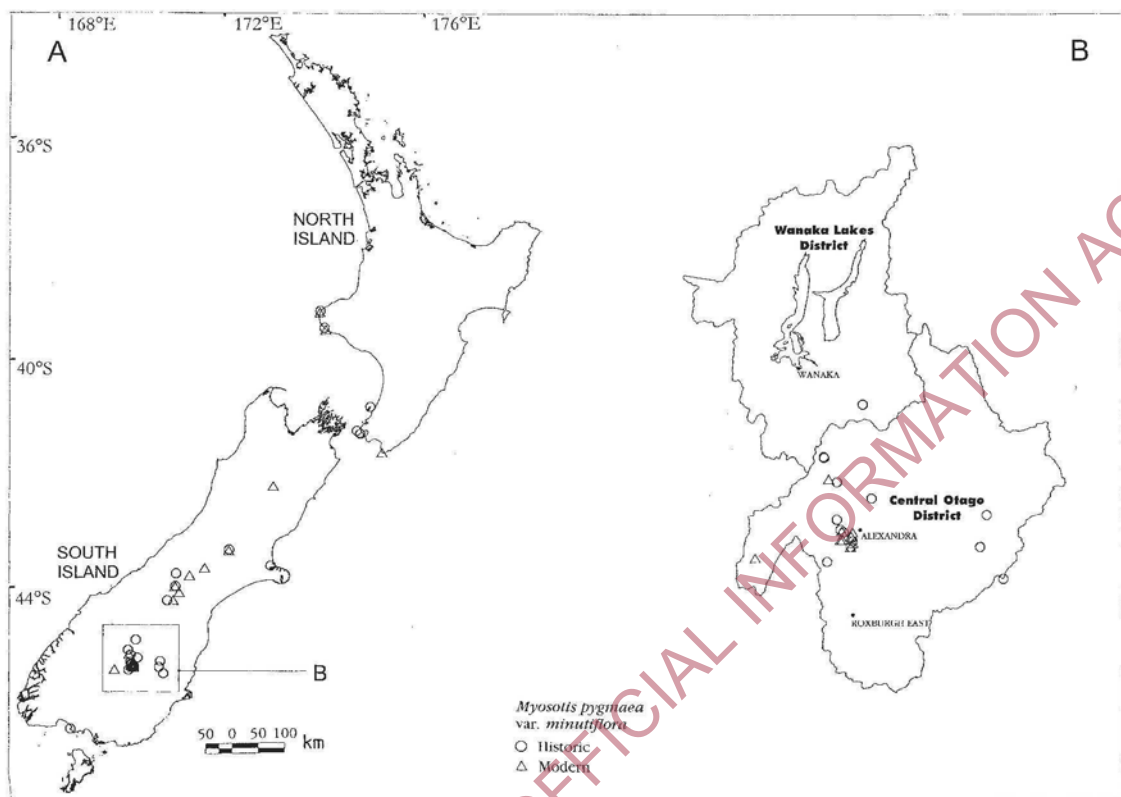 168°E
172°E
176°E
A
B
36°S
NORTH
ISLAND
40°S
SOUTH
ISLAND
44°S
B
50 25 0 50 100
km
Wanaka Lakes
District
WANAKA
Central Otago
District
ALEXANDRA
ROXBURGH EAST
Myosotis pygmaea
var. minutiflora
Historic
Modern
OFFICIAL INFORMATION AC